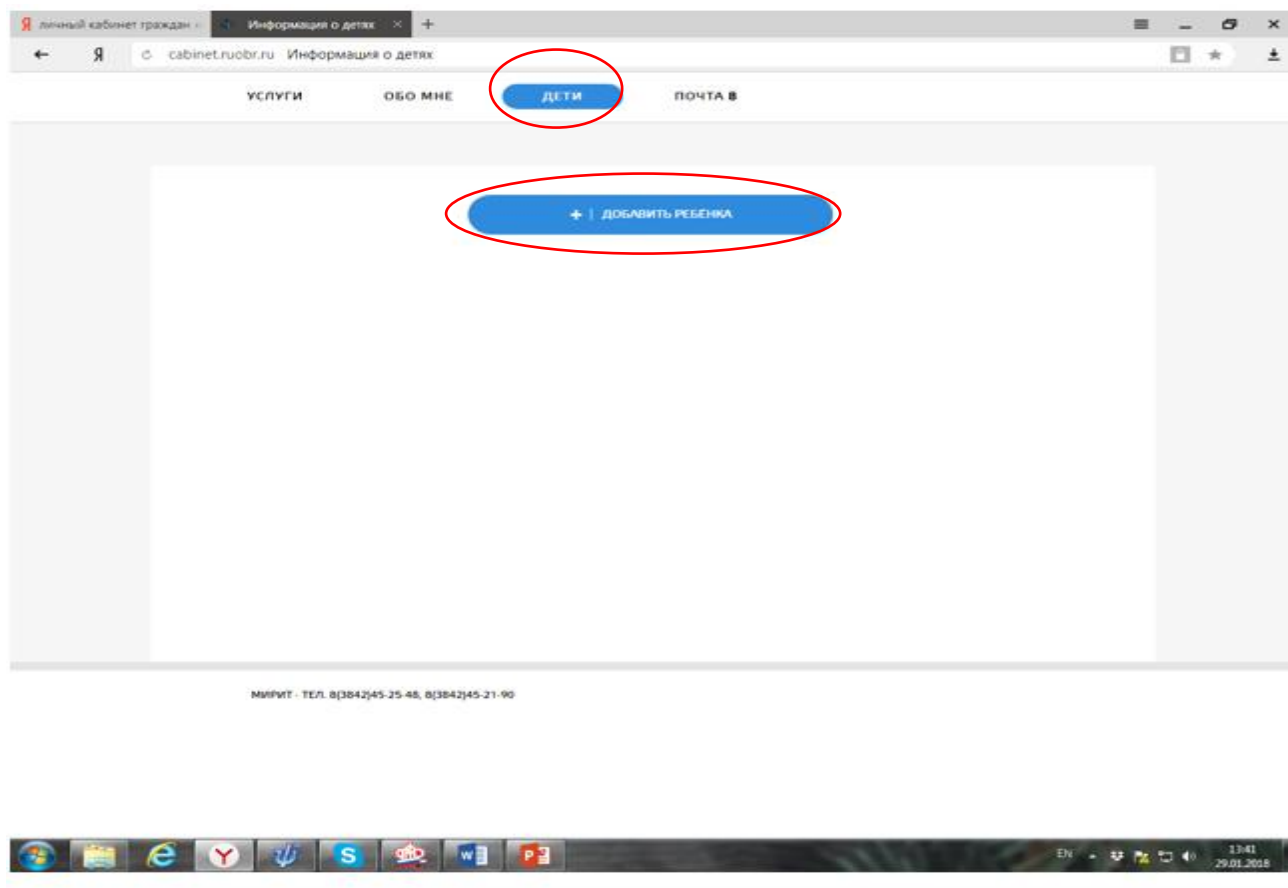 Я личный кабинет граждан
Информация о детях
Я cabinet.ruobr.ru Информация о детях
УСЛУГИ ОБО МНЕ ДЕТИ ПОЧТА 8
+ | ДОБАВИТЬ РЕБЁНКА
МИРИТ - ТЕЛ. 8(3842)45-25-48, 8(3842)45-21-90
EN
13:41
29.01.2018